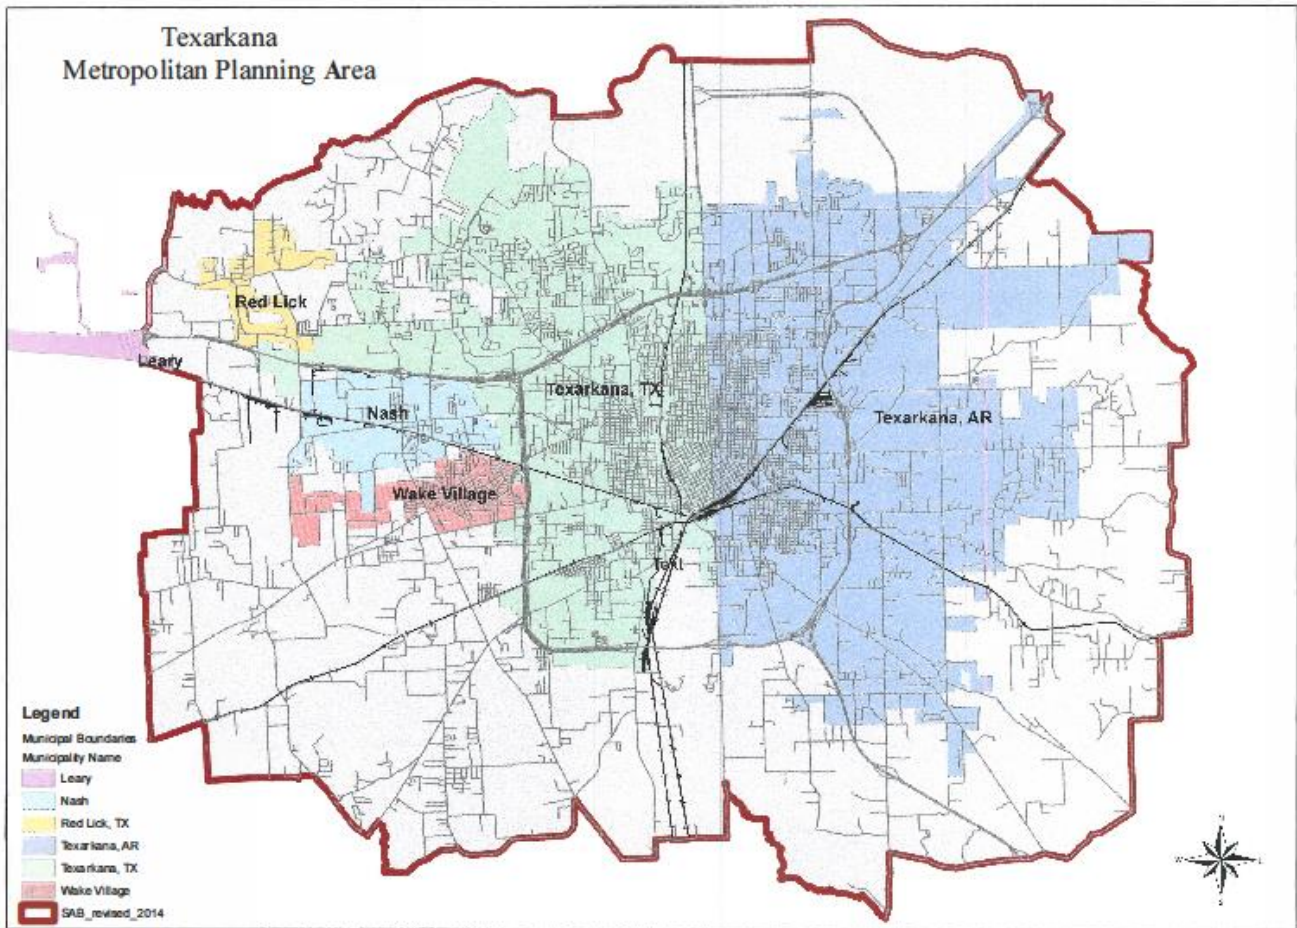 Texarkana
Metropolitan Planning Area
Red Lick
Leary
Texarkana, TX
Nash
Texarkana, AR
Wake Village
Text
Legend
Municipal Boundaries
Municipality Name
Leary
Nash
Red Lick, TX
Texarkana, AR
Texarkana, TX
Wake Village
SAB_revised_2014
N
W